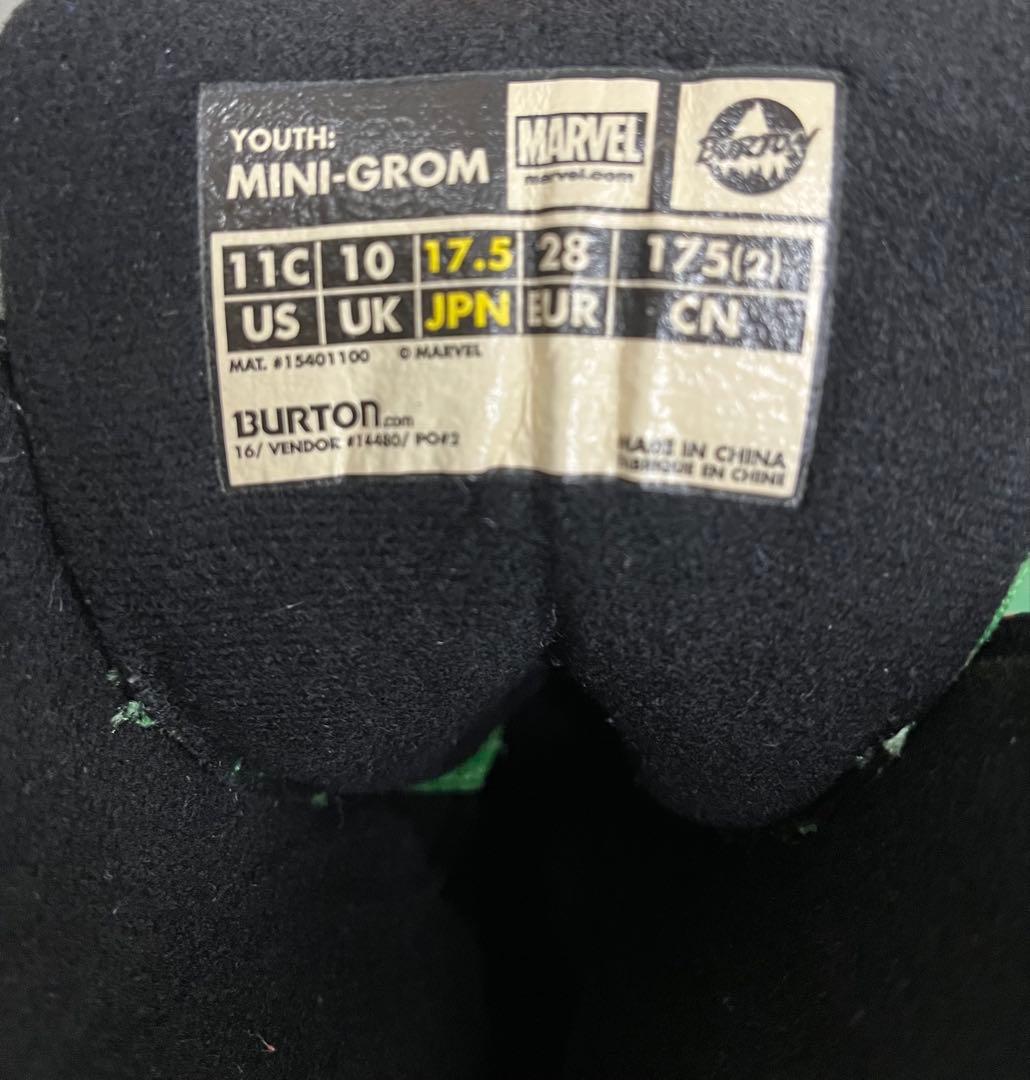 YOUTH:
MINI-GROM
MARVEL
marvel.com
BURTON
11C 10 17.5 28 175(2)
US UK JPN EUR CN
MAT. #15401100 © MARVEL
BURTON.com
16/ VENDOR #14480/ PO#2
MADE IN CHINA
FABRIQUE EN CHINE